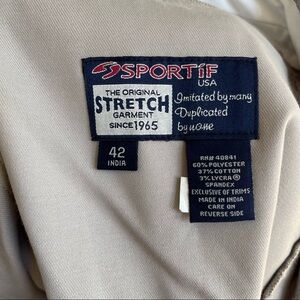 SPORTIF
USA
THE ORIGINAL
STRETCH
GARMENT
SINCE 1965
Imitated by many
Duplicated
by none
42
INDIA
RN# 40841
60% POLYESTER
37% COTTON
3% LYCRA ®
SPANDEX
EXCLUSIVE OF TRIMS
MADE IN INDIA
CARE ON
REVERSE SIDE